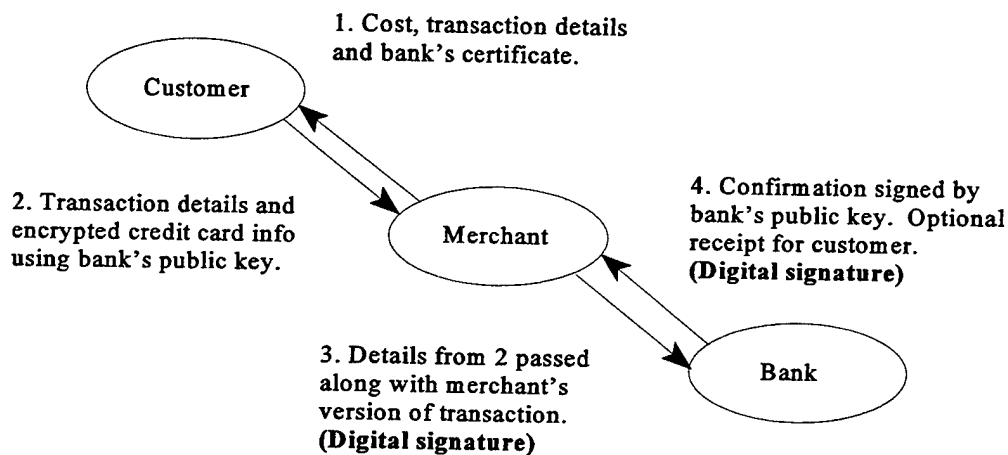 1. Cost, transaction details
and bank's certificate.
Customer
2. Transaction details and
encrypted credit card info
using bank's public key.
Merchant
4. Confirmation signed by
bank's public key. Optional
receipt for customer.
(Digital signature)
3. Details from 2 passed
along with merchant's
version of transaction.
(Digital signature)
Bank